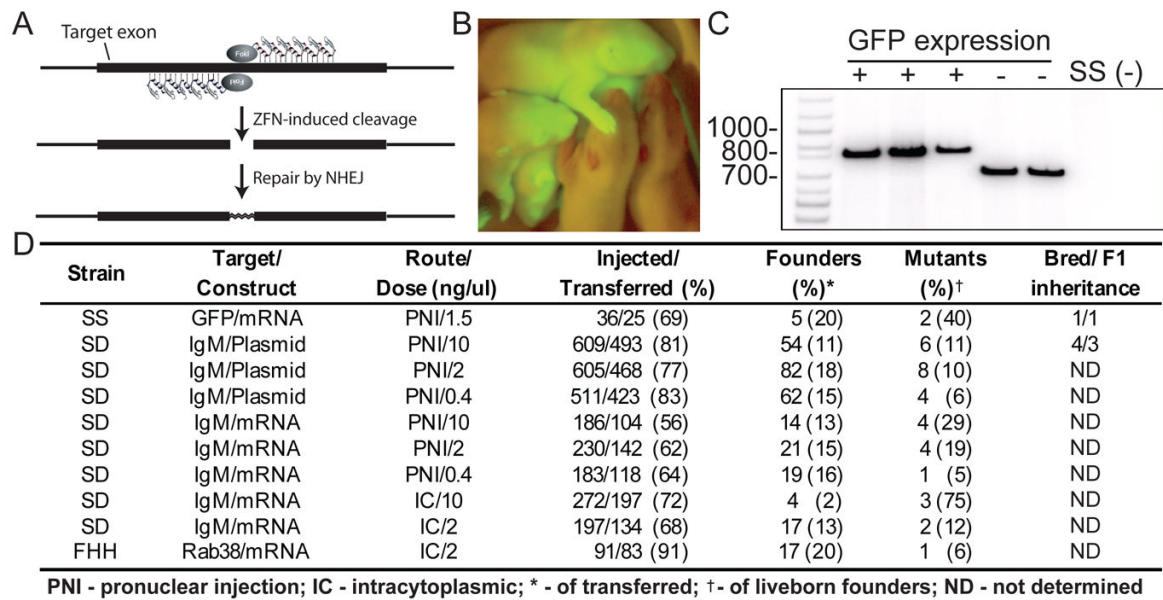 A
Target exon
FokI
FokI
ZFN-induced cleavage
Repair by NHEJ
B
C
GFP expression
+ + + - - SS (-)
1000-
800-
700-
D
Strain Target/ Construct Route/ Dose (ng/ul) Injected/ Transferred (%) Founders (%)* Mutants (%)† Bred/ F1 inheritance
SS GFP/mRNA PNI/1.5 36/25 (69) 5 (20) 2 (40) 1/1
SD IgM/Plasmid PNI/10 609/493 (81) 54 (11) 6 (11) 4/3
SD IgM/Plasmid PNI/2 605/468 (77) 82 (18) 8 (10) ND
SD IgM/Plasmid PNI/0.4 511/423 (83) 62 (15) 4 (6) ND
SD IgM/mRNA PNI/10 186/104 (56) 14 (13) 4 (29) ND
SD IgM/mRNA PNI/2 230/142 (62) 21 (15) 4 (19) ND
SD IgM/mRNA PNI/0.4 183/118 (64) 19 (16) 1 (5) ND
SD IgM/mRNA IC/10 272/197 (72) 4 (2) 3 (75) ND
SD IgM/mRNA IC/2 197/134 (68) 17 (13) 2 (12) ND
FHH Rab38/mRNA IC/2 91/83 (91) 17 (20) 1 (6) ND
PNI - pronuclear injection; IC - intracytoplasmic; * - of transferred; †- of liveborn founders; ND - not determined